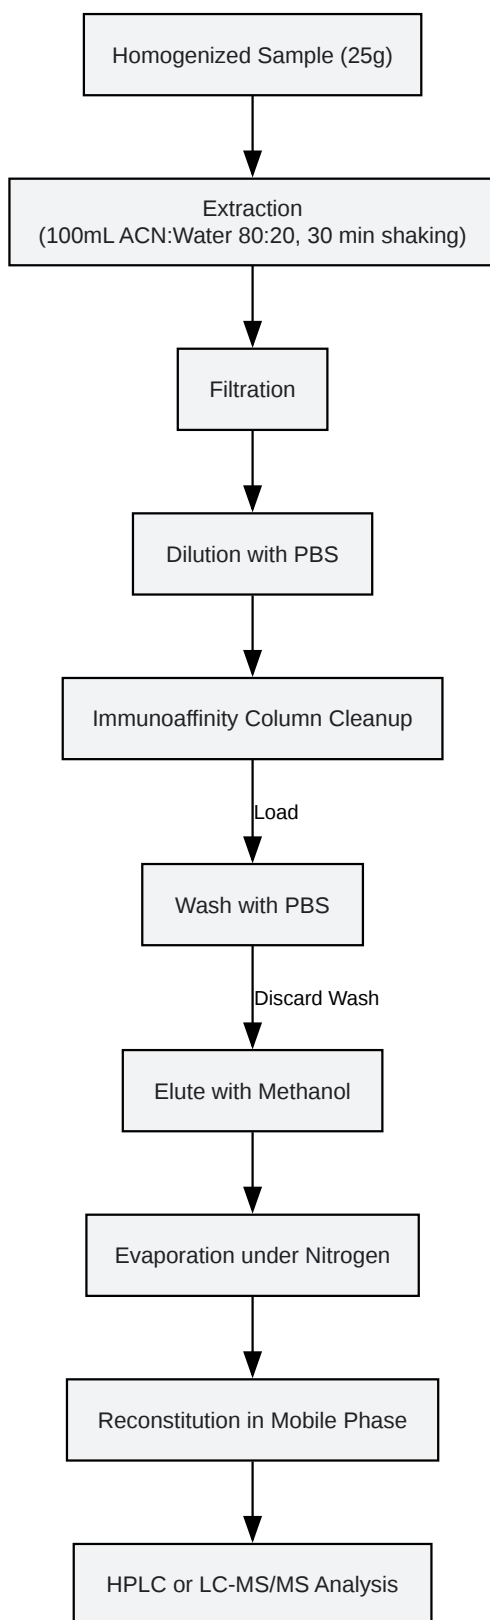 Homogenized Sample (25g)
Extraction
(100mL ACN:Water 80:20, 30 min shaking)
Filtration
Dilution with PBS
Immunoaffinity Column Cleanup
Load
Wash with PBS
Discard Wash
Elute with Methanol
Evaporation under Nitrogen
Reconstitution in Mobile Phase
HPLC or LC-MS/MS Analysis